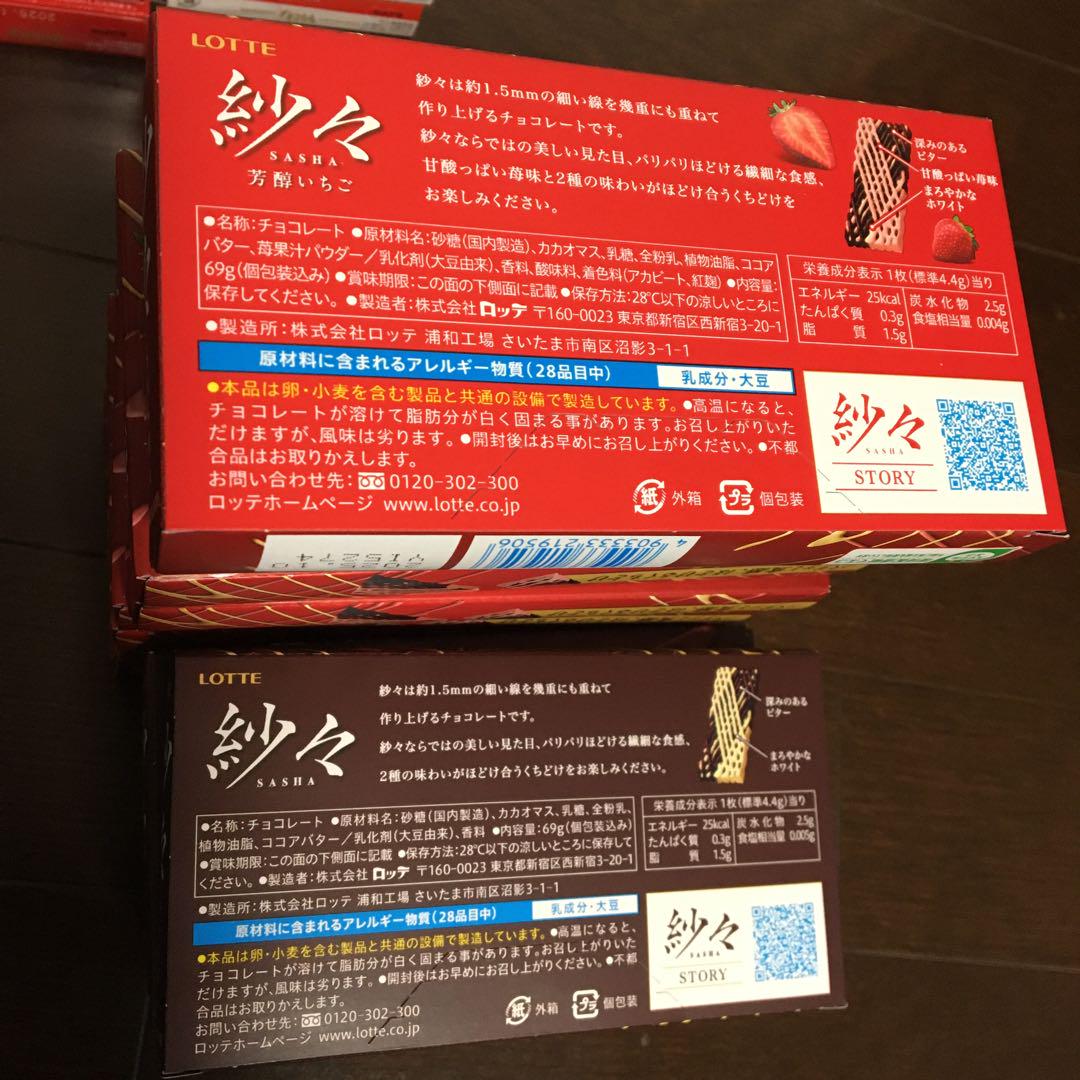 LOTTE
紗々
SASHA
芳醇いちご
紗々は約1.5mmの細い線を幾重にも重ねて
作り上げるチョコレートです。
紗々ならではの美しい見た目、パリパリほどける繊細な食感、
甘酸っぱい苺味と2種の味わいがほどけ合うくちどけを
お楽しみください。
深みのある
ビター
甘酸っぱい苺味
まろやかな
ホワイト
●名称:チョコレート ●原材料名:砂糖(国内製造)、カカオマス、乳糖、全粉乳、植物油脂、ココア
バター、苺果汁パウダー/乳化剤(大豆由来)、香料、酸味料、着色料(アカビート、紅麹) ●内容量:
69g(個包装込み) ●賞味期限:この面の下側面に記載 ●保存方法:28℃以下の涼しいところに
保存してください。 ●製造者:株式会社ロッテ 〒160-0023 東京都新宿区西新宿3-20-1
●製造所:株式会社ロッテ 浦和工場 さいたま市南区沼影3-1-1
栄養成分表示 1枚(標準4.4g)当り
エネルギー 25kcal 炭水化物 2.5g
たんぱく質 0.3g 食塩相当量 0.004g
脂質 1.5g
原材料に含まれるアレルギー物質(28品目中) 乳成分・大豆
●本品は卵・小麦を含む製品と共通の設備で製造しています。 ●高温になると、
チョコレートが溶けて脂肪分が白く固まる事があります。お召し上がりいた
だけますが、風味は劣ります。 ●開封後はお早めにお召し上がりください。 ●不都
合品はお取りかえします。
お問い合わせ先: 0120-302-300
ロッテホームページ www.lotte.co.jp
紙 外箱 プラ 個包装
紗々
SASHA
STORY
4903333219506
LOTTE
紗々
SASHA
紗々は約1.5mmの細い線を幾重にも重ねて
作り上げるチョコレートです。
紗々ならではの美しい見た目、パリパリほどける繊細な食感、
2種の味わいがほどけ合うくちどけをお楽しみください。
深みのある
ビター
まろやかな
ホワイト
●名称:チョコレート ●原材料名:砂糖(国内製造)、カカオマス、乳糖、全粉乳、
植物油脂、ココアバター/乳化剤(大豆由来)、香料 ●内容量:69g(個包装込み)
●賞味期限:この面の下側面に記載 ●保存方法:28℃以下の涼しいところに保存して
ください。 ●製造者:株式会社 ロッテ 〒160-0023 東京都新宿区西新宿3-20-1
●製造所:株式会社ロッテ 浦和工場 さいたま市南区沼影3-1-1
栄養成分表示 1枚(標準4.4g)当り
エネルギー 25kcal 炭水化物 2.5g
たんぱく質 0.3g 食塩相当量 0.005g
脂質 1.5g
原材料に含まれるアレルギー物質(28品目中) 乳成分・大豆
●本品は卵・小麦を含む製品と共通の設備で製造しています。 ●高温になると、
チョコレートが溶けて脂肪分が白く固まる事があります。お召し上がりいた
だけますが、風味は劣ります。 ●開封後はお早めにお召し上がりください。 ●不都
合品はお取りかえします。
お問い合わせ先: 0120-302-300
ロッテホームページ www.lotte.co.jp
紙 外箱 プラ 個包装
紗々
SASHA
STORY